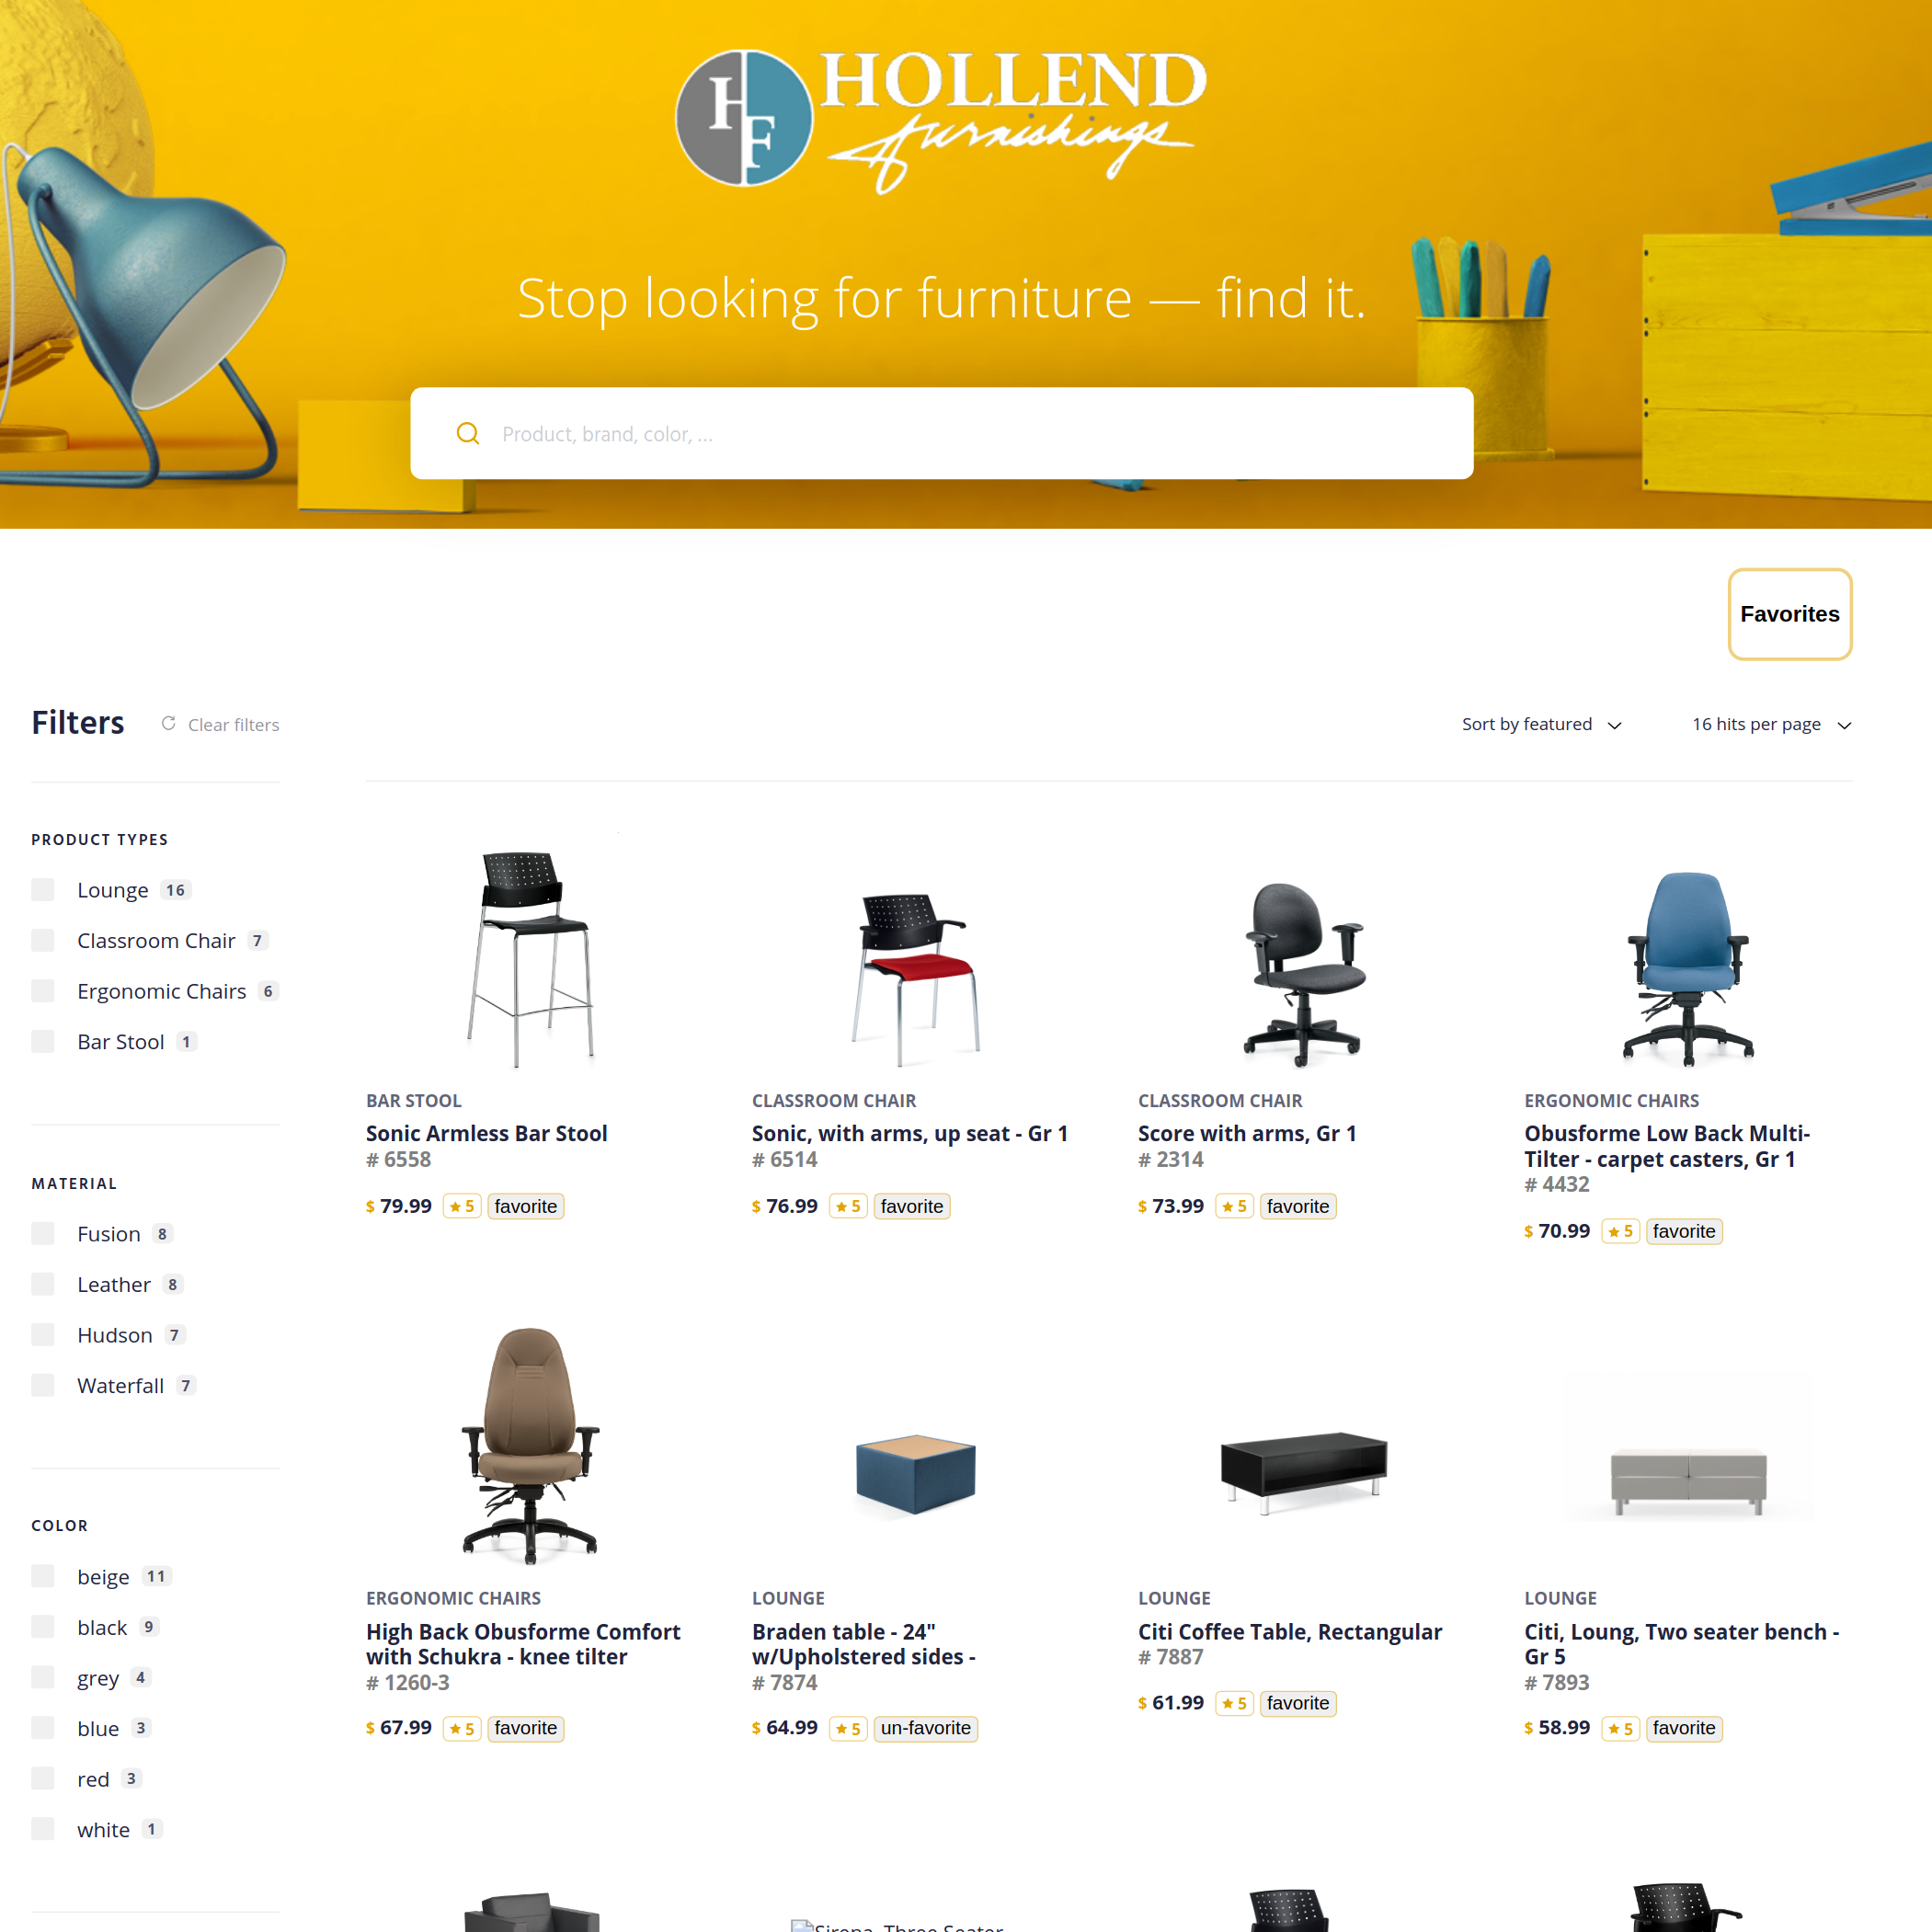 HF HOLLEND
furnishings
Stop looking for furniture — find it.
Product, brand, color, ...
Favorites
Filters
Clear filters
Sort by featured
16 hits per page
PRODUCT TYPES
Lounge 16
Classroom Chair 7
Ergonomic Chairs 6
Bar Stool 1
MATERIAL
Fusion 8
Leather 8
Hudson 7
Waterfall 7
COLOR
beige 11
black 9
grey 4
blue 3
red 3
white 1
BAR STOOL
Sonic Armless Bar Stool
# 6558
$ 79.99 ★ 5 favorite
CLASSROOM CHAIR
Sonic, with arms, up seat - Gr 1
# 6514
$ 76.99 ★ 5 favorite
CLASSROOM CHAIR
Score with arms, Gr 1
# 2314
$ 73.99 ★ 5 favorite
ERGONOMIC CHAIRS
Obusforme Low Back Multi-
Tilter - carpet casters, Gr 1
# 4432
$ 70.99 ★ 5 favorite
ERGONOMIC CHAIRS
High Back Obusforme Comfort
with Schukra - knee tilter
# 1260-3
$ 67.99 ★ 5 favorite
LOUNGE
Braden table - 24"
w/Upholstered sides -
# 7874
$ 64.99 ★ 5 un-favorite
LOUNGE
Citi Coffee Table, Rectangular
# 7887
$ 61.99 ★ 5 favorite
LOUNGE
Citi, Loung, Two seater bench -
Gr 5
# 7893
$ 58.99 ★ 5 favorite
Sirena, Three Seater